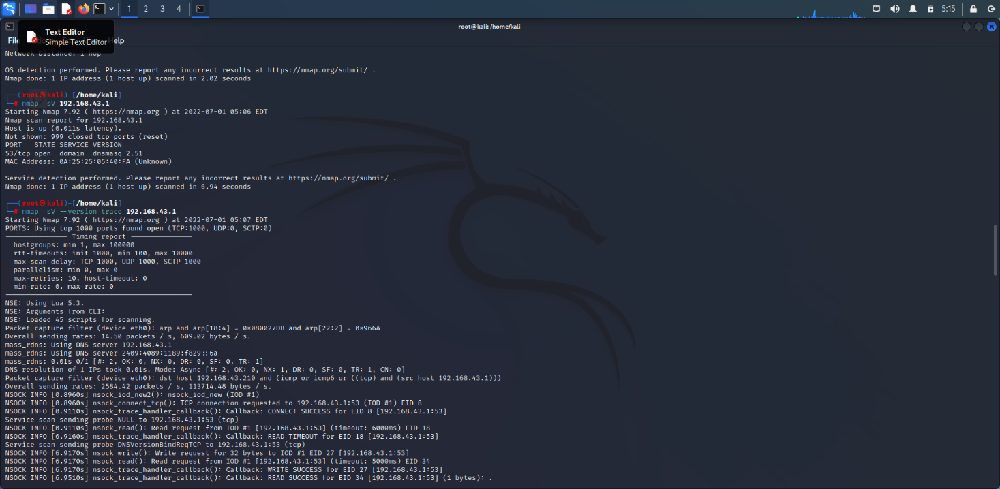 1 2 3 4 5:15
root@kali: /home/kali
Text Editor
Simple Text Editor
File Help
Network Distance: 1 hop
OS detection performed. Please report any incorrect results at https://nmap.org/submit/ .
Nmap done: 1 IP address (1 host up) scanned in 2.02 seconds
┌──(root㉿kali)-[/home/kali]
└─# nmap -sV 192.168.43.1
Starting Nmap 7.92 ( https://nmap.org ) at 2022-07-01 05:06 EDT
Nmap scan report for 192.168.43.1
Host is up (0.011s latency).
Not shown: 999 closed tcp ports (reset)
PORT   STATE SERVICE VERSION
53/tcp open  domain  dnsmasq 2.51
MAC Address: 0A:25:25:05:40:FA (Unknown)
Service detection performed. Please report any incorrect results at https://nmap.org/submit/ .
Nmap done: 1 IP address (1 host up) scanned in 6.94 seconds
┌──(root㉿kali)-[/home/kali]
└─# nmap -sV --version-trace 192.168.43.1
Starting Nmap 7.92 ( https://nmap.org ) at 2022-07-01 05:07 EDT
PORTS: Using top 1000 ports found open (TCP:1000, UDP:0, SCTP:0)
--------------- Timing report ---------------
  hostgroups: min 1, max 100000
  rtt-timeouts: init 1000, min 100, max 10000
  max-scan-delay: TCP 1000, UDP 1000, SCTP 1000
  parallelism: min 0, max 0
  max-retries: 10, host-timeout: 0
  min-rate: 0, max-rate: 0
---------------------------------------------
NSE: Using Lua 5.3.
NSE: Arguments from CLI:
NSE: Loaded 45 scripts for scanning.
Packet capture filter (device eth0): arp and arp[18:4] = 0×080027DB and arp[22:2] = 0×966A
Overall sending rates: 14.50 packets / s, 609.02 bytes / s.
mass_rdns: Using DNS server 192.168.43.1
mass_rdns: Using DNS server 2409:4089:1189:f829::6a
mass_rdns: 0.01s 0/1 [#: 2, OK: 0, NX: 0, DR: 0, SF: 0, TR: 1]
DNS resolution of 1 IPs took 0.01s. Mode: Async [#: 2, OK: 0, NX: 1, DR: 0, SF: 0, TR: 1, CN: 0]
Packet capture filter (device eth0): dst host 192.168.43.210 and (icmp or icmp6 or ((tcp) and (src host 192.168.43.1)))
Overall sending rates: 2584.42 packets / s, 113714.48 bytes / s.
NSOCK INFO [0.8960s] nsock_iod_new2(): nsock_iod_new (IOD #1)
NSOCK INFO [0.8960s] nsock_connect_tcp(): TCP connection requested to 192.168.43.1:53 (IOD #1) EID 8
NSOCK INFO [0.9110s] nsock_trace_handler_callback(): Callback: CONNECT SUCCESS for EID 8 [192.168.43.1:53]
Service scan sending probe NULL to 192.168.43.1:53 (tcp)
NSOCK INFO [0.9110s] nsock_read(): Read request from IOD #1 [192.168.43.1:53] (timeout: 6000ms) EID 18
NSOCK INFO [6.9160s] nsock_trace_handler_callback(): Callback: READ TIMEOUT for EID 18 [192.168.43.1:53]
Service scan sending probe DNSVersionBindReqTCP to 192.168.43.1:53 (tcp)
NSOCK INFO [6.9170s] nsock_write(): Write request for 32 bytes to IOD #1 EID 27 [192.168.43.1:53]
NSOCK INFO [6.9170s] nsock_read(): Read request from IOD #1 [192.168.43.1:53] (timeout: 5000ms) EID 34
NSOCK INFO [6.9170s] nsock_trace_handler_callback(): Callback: WRITE SUCCESS for EID 27 [192.168.43.1:53]
NSOCK INFO [6.9510s] nsock_trace_handler_callback(): Callback: READ SUCCESS for EID 34 [192.168.43.1:53] (1 bytes): .